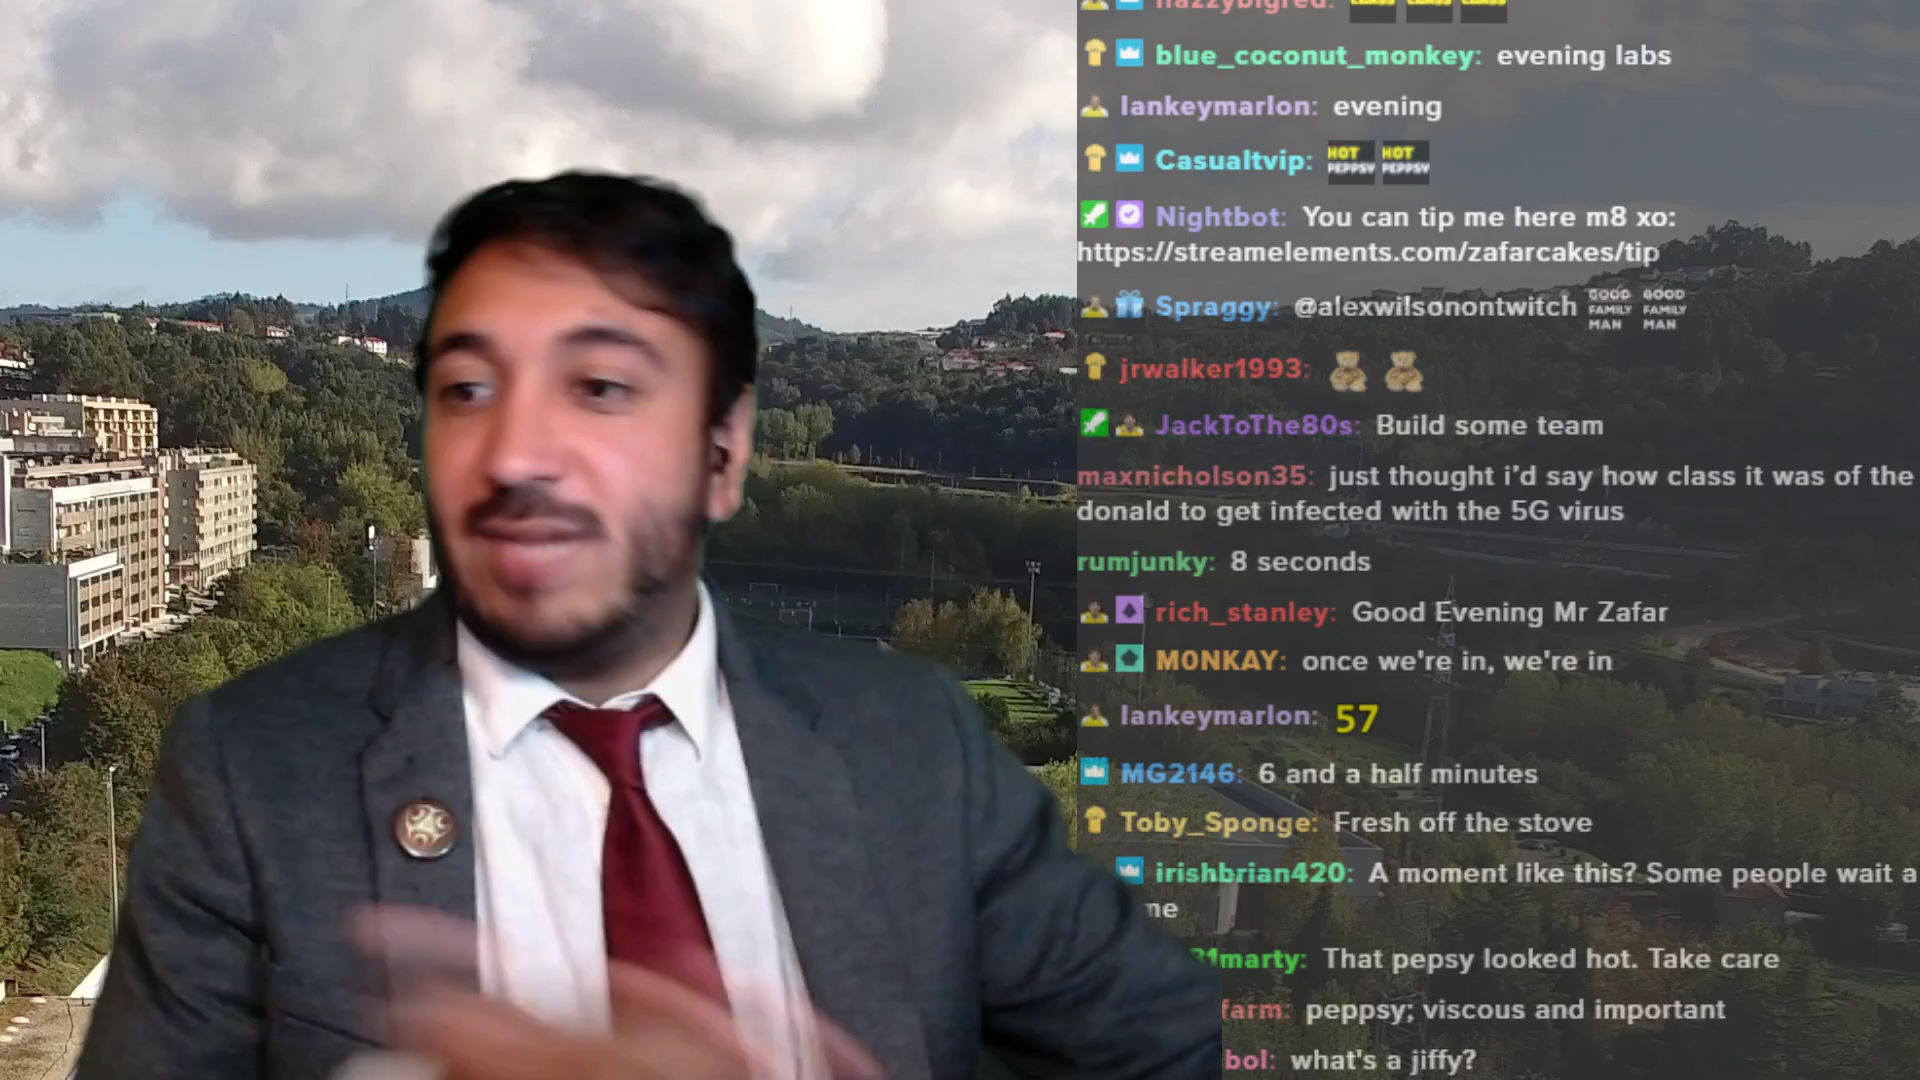 blue_coconut_monkey: evening labs
lankeymarlon: evening
Casualtvip: HOT PEPPSY HOT PEPPSY
Nightbot: You can tip me here m8 xo:
https://streamelements.com/zafarcakes/tip
Spraggy: @alexwilsonontwitch GOOD FAMILY MAN GOOD FAMILY MAN
jrwalker1993:
JackToThe80s: Build some team
maxnicholson35: just thought i'd say how class it was of the
donald to get infected with the 5G virus
rumjunky: 8 seconds
rich_stanley: Good Evening Mr Zafar
M0NKAY: once we're in, we're in
lankeymarlon: 57
MG2146: 6 and a half minutes
Toby_Sponge: Fresh off the stove
irishbrian420: A moment like this? Some people wait a
me
31marty: That pepsy looked hot. Take care
farm: peppsy; viscous and important
bol: what's a jiffy?